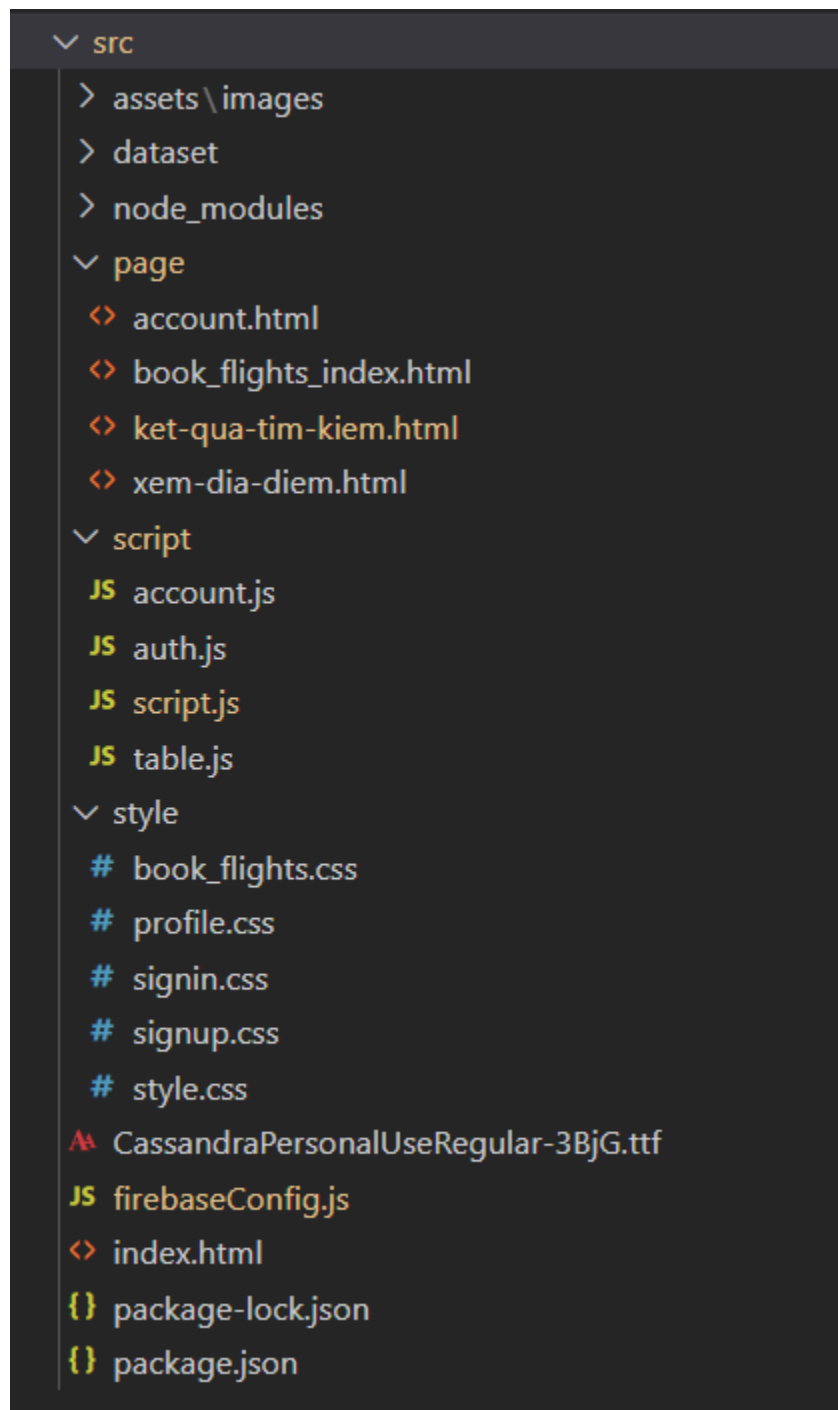 src
assets\images
dataset
node_modules
page
<> account.html
<> book_flights_index.html
<> ket-qua-tim-kiem.html
<> xem-dia-diem.html
script
JS account.js
JS auth.js
JS script.js
JS table.js
style
# book_flights.css
# profile.css
# signin.css
# signup.css
# style.css
CassandraPersonalUseRegular-3BjG.ttf
JS firebaseConfig.js
<> index.html
{} package-lock.json
{} package.json